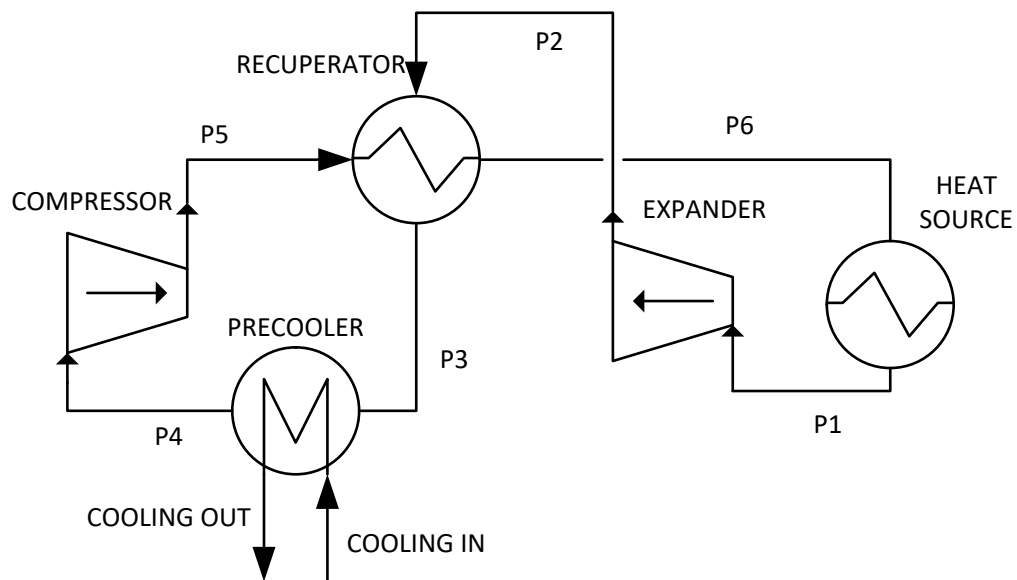 P2
RECUPERATOR
P5
P6
COMPRESSOR
EXPANDER
HEAT
SOURCE
PRECOOLER
P3
P4
P1
COOLING OUT
COOLING IN